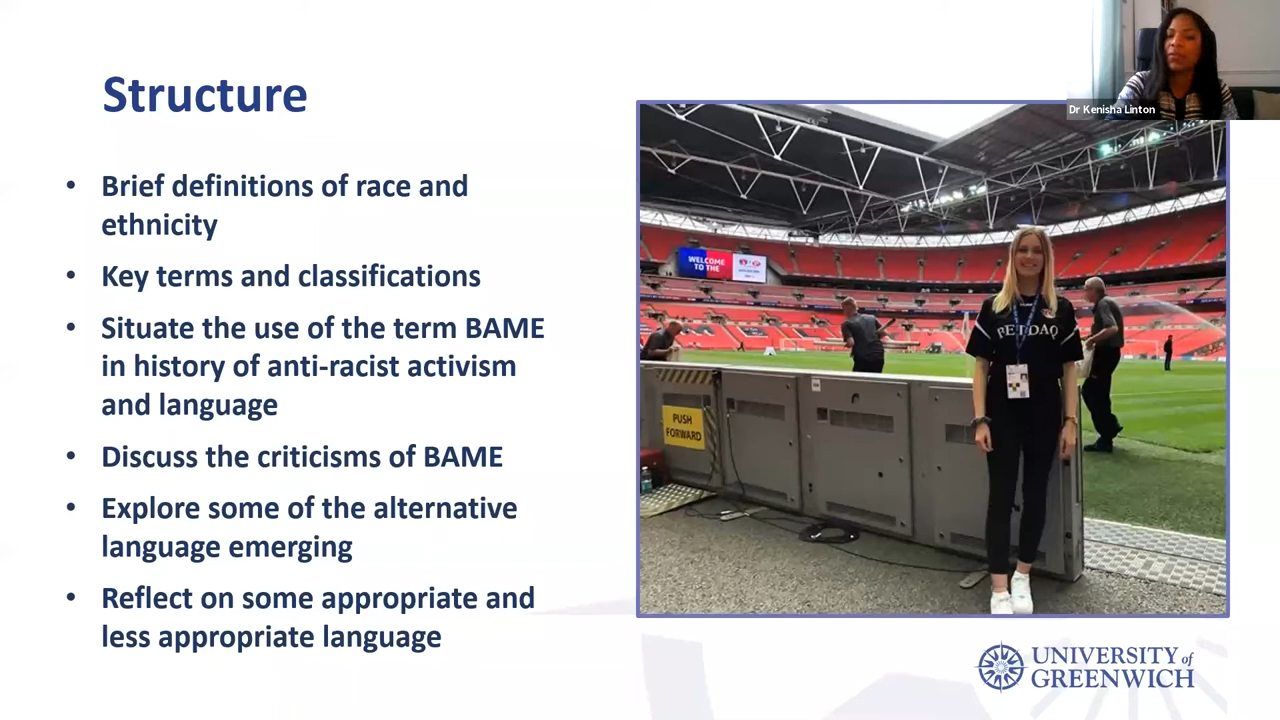 Structure
• Brief definitions of race and
ethnicity
• Key terms and classifications
• Situate the use of the term BAME
in history of anti-racist activism
and language
• Discuss the criticisms of BAME
• Explore some of the alternative
language emerging
• Reflect on some appropriate and
less appropriate language
Dr Kenisha Linton
WELCOME
TO THE
BETDAQ
PUSH
FORWARD
UNIVERSITY of
GREENWICH